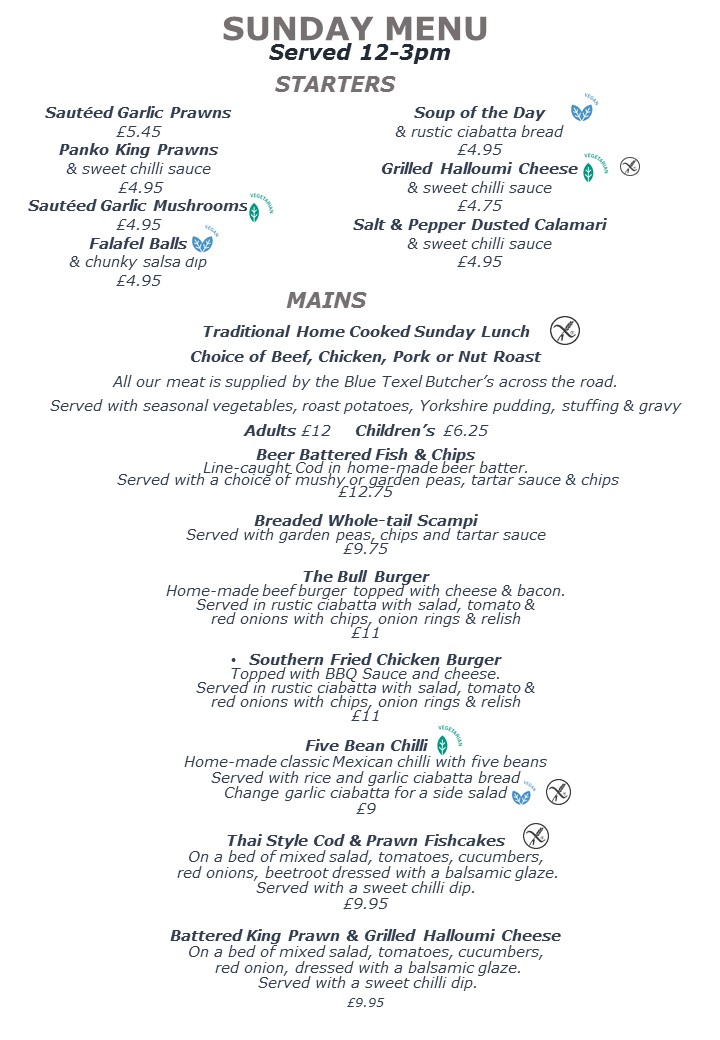 SUNDAY MENU
Served 12-3pm
STARTERS
Sautéed Garlic Prawns
£5.45
Panko King Prawns
& sweet chilli sauce
£4.95
Sautéed Garlic Mushrooms VEGETARIAN
£4.95
Falafel Balls VEGAN
& chunky salsa dip
£4.95
Soup of the Day VEGAN
& rustic ciabatta bread
£4.95
Grilled Halloumi Cheese VEGETARIAN
& sweet chilli sauce
£4.75
Salt & Pepper Dusted Calamari
& sweet chilli sauce
£4.95
MAINS
Traditional Home Cooked Sunday Lunch
Choice of Beef, Chicken, Pork or Nut Roast
All our meat is supplied by the Blue Texel Butcher's across the road.
Served with seasonal vegetables, roast potatoes, Yorkshire pudding, stuffing & gravy
Adults £12 Children's £6.25
Beer Battered Fish & Chips
Line-caught Cod in home-made beer batter.
Served with a choice of mushy or garden peas, tartar sauce & chips
£12.75
Breaded Whole-tail Scampi
Served with garden peas, chips and tartar sauce
£9.75
The Bull Burger
Home-made beef burger topped with cheese & bacon.
Served in rustic ciabatta with salad, tomato &
red onions with chips, onion rings & relish
£11
• Southern Fried Chicken Burger
Topped with BBQ Sauce and cheese.
Served in rustic ciabatta with salad, tomato &
red onions with chips, onion rings & relish
£11
Five Bean Chilli VEGETARIAN
Home-made classic Mexican chilli with five beans
Served with rice and garlic ciabatta bread
Change garlic ciabatta for a side salad VEGAN
£9
Thai Style Cod & Prawn Fishcakes
On a bed of mixed salad, tomatoes, cucumbers,
red onions, beetroot dressed with a balsamic glaze.
Served with a sweet chilli dip.
£9.95
Battered King Prawn & Grilled Halloumi Cheese
On a bed of mixed salad, tomatoes, cucumbers,
red onion, dressed with a balsamic glaze.
Served with a sweet chilli dip.
£9.95